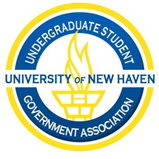 UNDERGRADUATE STUDENT
UNIVERSITY of NEW HAVEN
GOVERNMENT ASSOCIATION